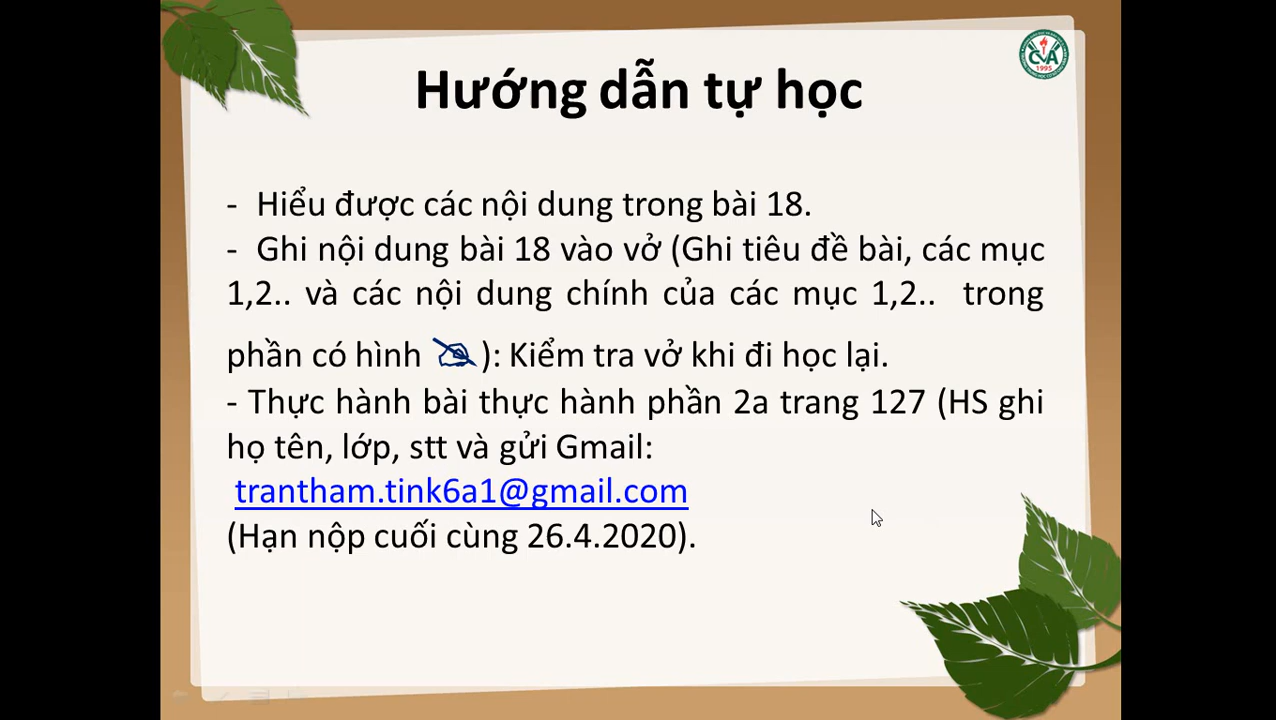 CVA
1995
Hướng dẫn tự học
- Hiểu được các nội dung trong bài 18.
- Ghi nội dung bài 18 vào vở (Ghi tiêu đề bài, các mục
1,2.. và các nội dung chính của các mục 1,2.. trong
phần có hình ): Kiểm tra vở khi đi học lại.
- Thực hành bài thực hành phần 2a trang 127 (HS ghi
họ tên, lớp, stt và gửi Gmail:
trantham.tink6a1@gmail.com
(Hạn nộp cuối cùng 26.4.2020).